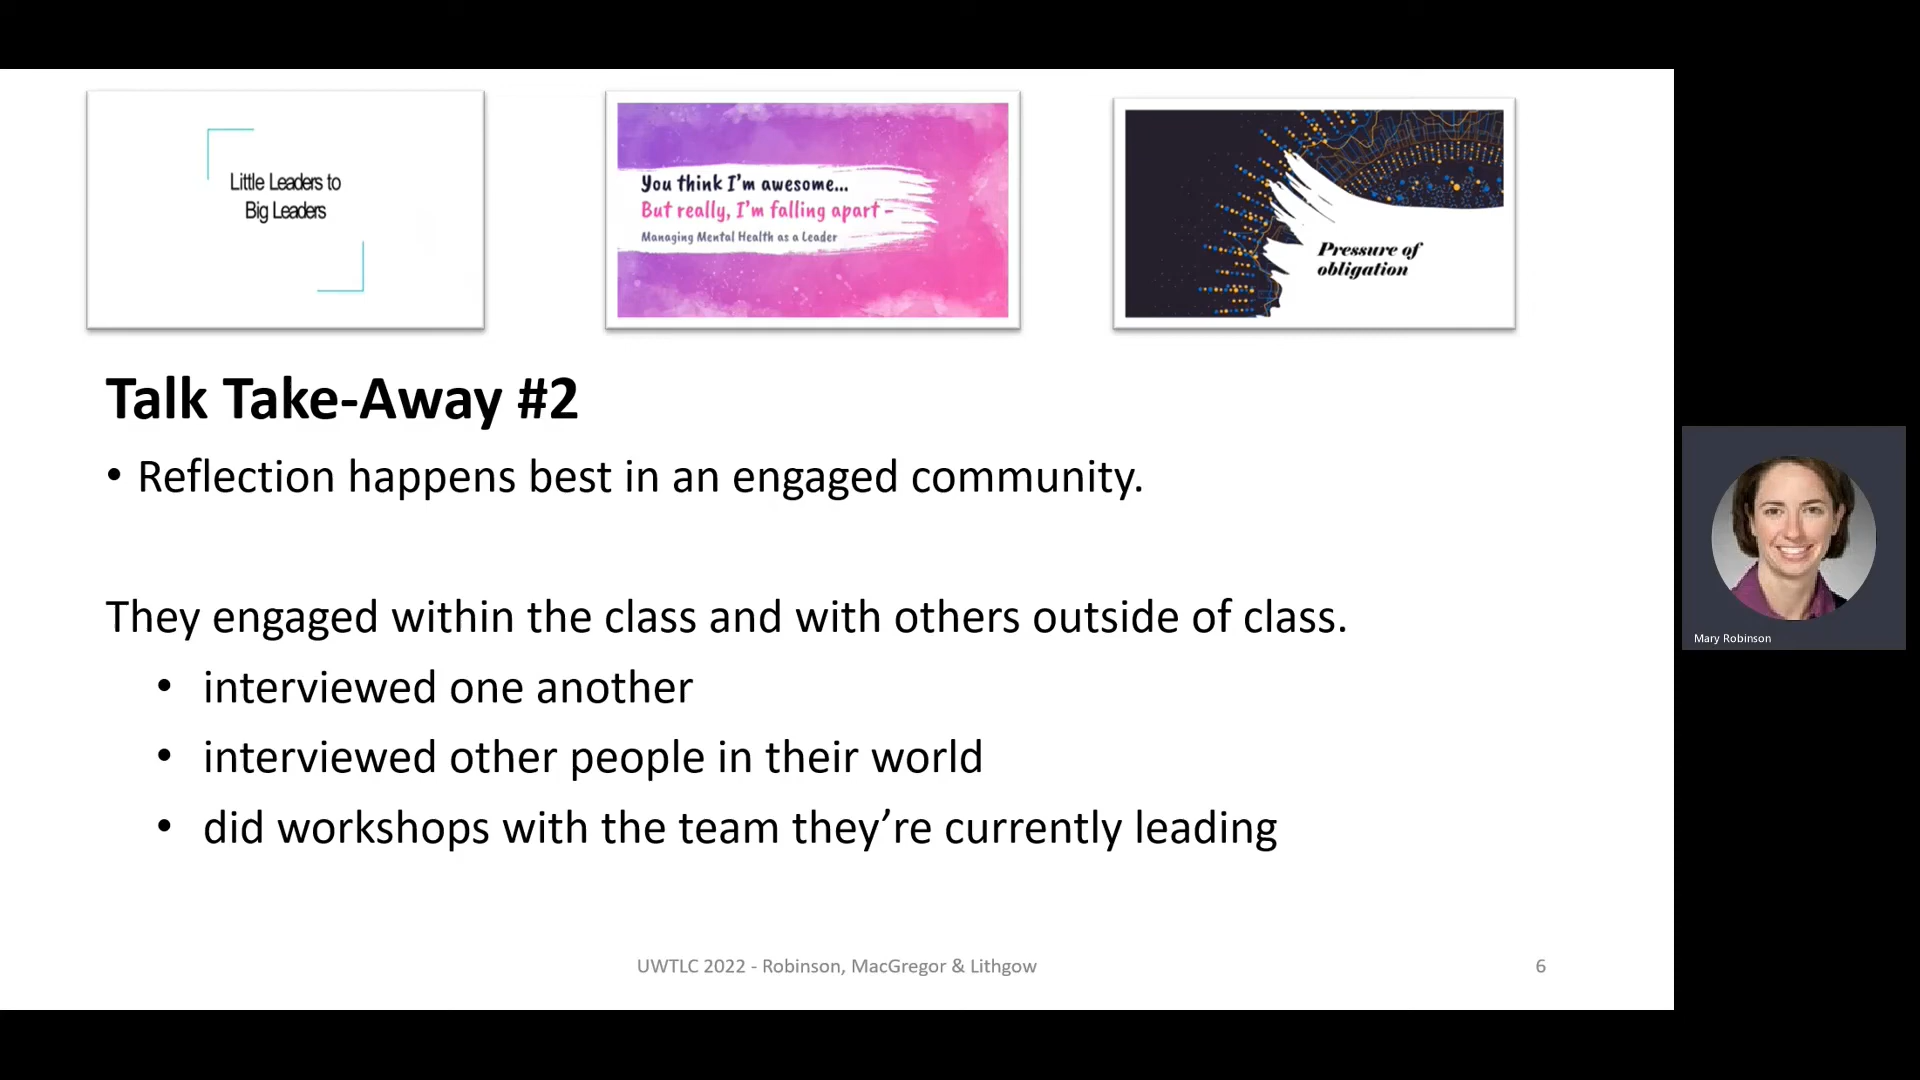 Little Leaders to
Big Leaders
You think I'm awesome...
But really, I'm falling apart -
Managing Mental Health as a Leader
Pressure of
obligation
Talk Take-Away #2
• Reflection happens best in an engaged community.
They engaged within the class and with others outside of class.
• interviewed one another
• interviewed other people in their world
• did workshops with the team they’re currently leading
UWTLC 2022 - Robinson, MacGregor & Lithgow
6
Mary Robinson